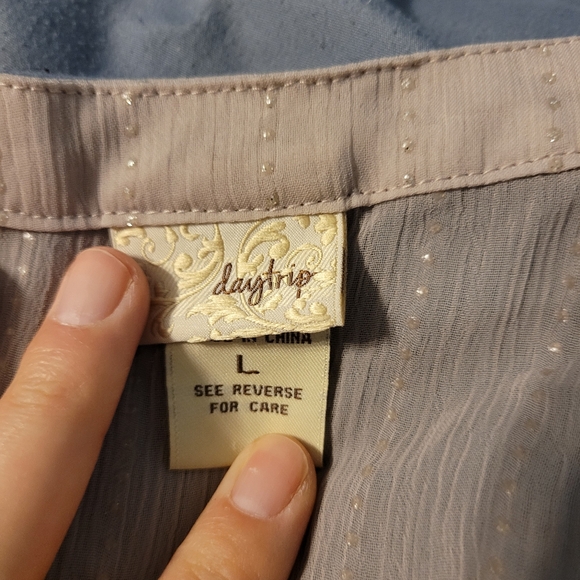 daytrip
IN CHINA
L
SEE REVERSE
FOR CARE